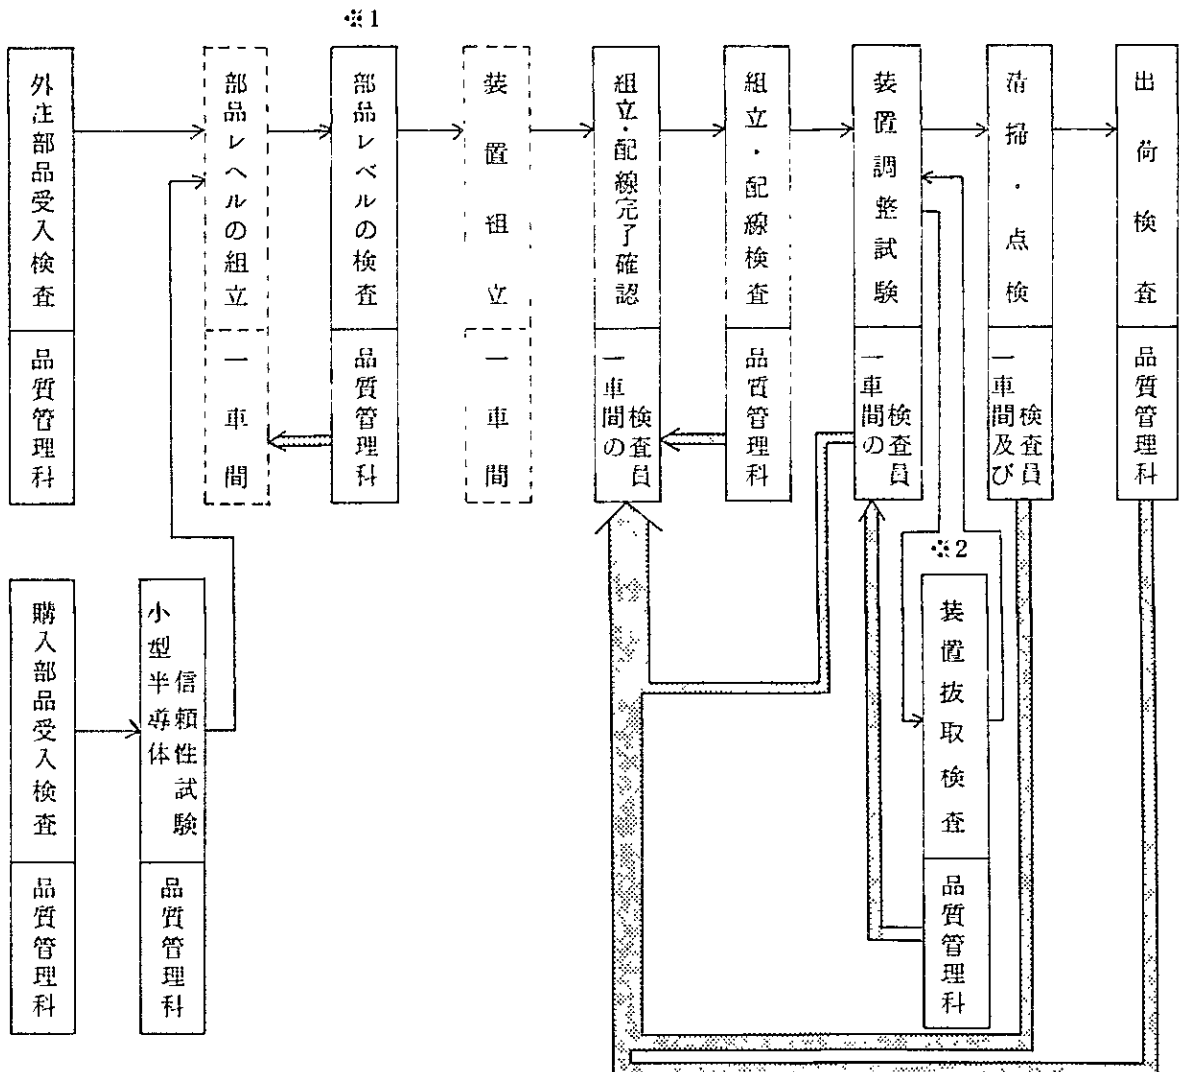 ※1
外注部品受入検査
品質管理科
部品レヘルの組立
一車間
部品レベルの検査
品質管理科
装置組立
一車間
組立・配線完了確認
一車間の
検査員
組立・配線検査
品質管理科
装置調整試験
一車間の
検査員
清掃・点検
一車間及び
検査員
出荷検査
品質管理科
購入部品受入検査
品質管理科
小型半導体
信頼性試験
品質管理科
※2
装置抜取検査
品質管理科